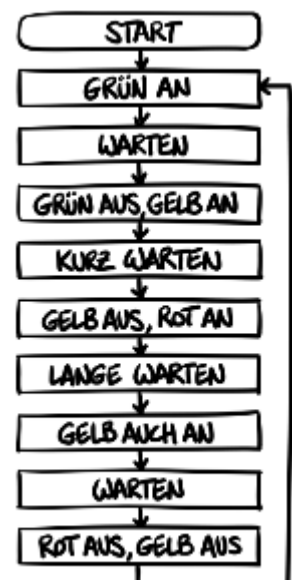 START
GRÜN AN
WARTEN
GRÜN AUS, GELB AN
KURZ WARTEN
GELB AUS, ROT AN
LANGE WARTEN
GELB AUCH AN
WARTEN
ROT AUS, GELB AUS